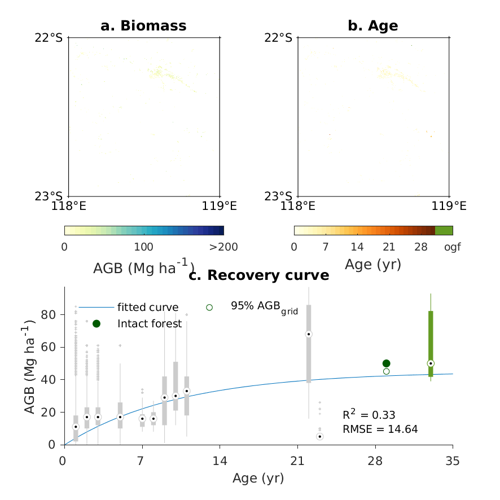 a. Biomass
b. Age
22°S
22°S
23°S
23°S
118°E
119°E
118°E
119°E
0
100
>200
0
7
14
21
28
ogf
AGB (Mg ha⁻¹)
Age (yr)
c. Recovery curve
fitted curve
95% AGB_grid
Intact forest
80
60
40
20
0
AGB (Mg ha⁻¹)
R² = 0.33
RMSE = 14.64
0
7
14
21
28
35
Age (yr)